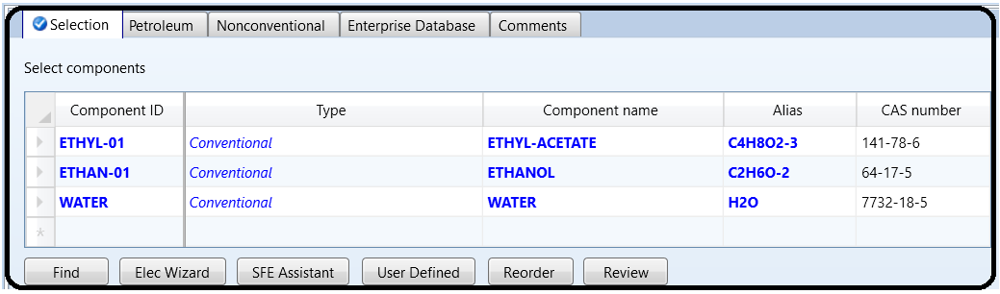 Selection Petroleum Nonconventional Enterprise Database Comments
Select components
Component ID Type Component name Alias CAS number
ETHYL-01 Conventional ETHYL-ACETATE C4H8O2-3 141-78-6
ETHAN-01 Conventional ETHANOL C2H6O-2 64-17-5
WATER Conventional WATER H2O 7732-18-5
*
Find Elec Wizard SFE Assistant User Defined Reorder Review